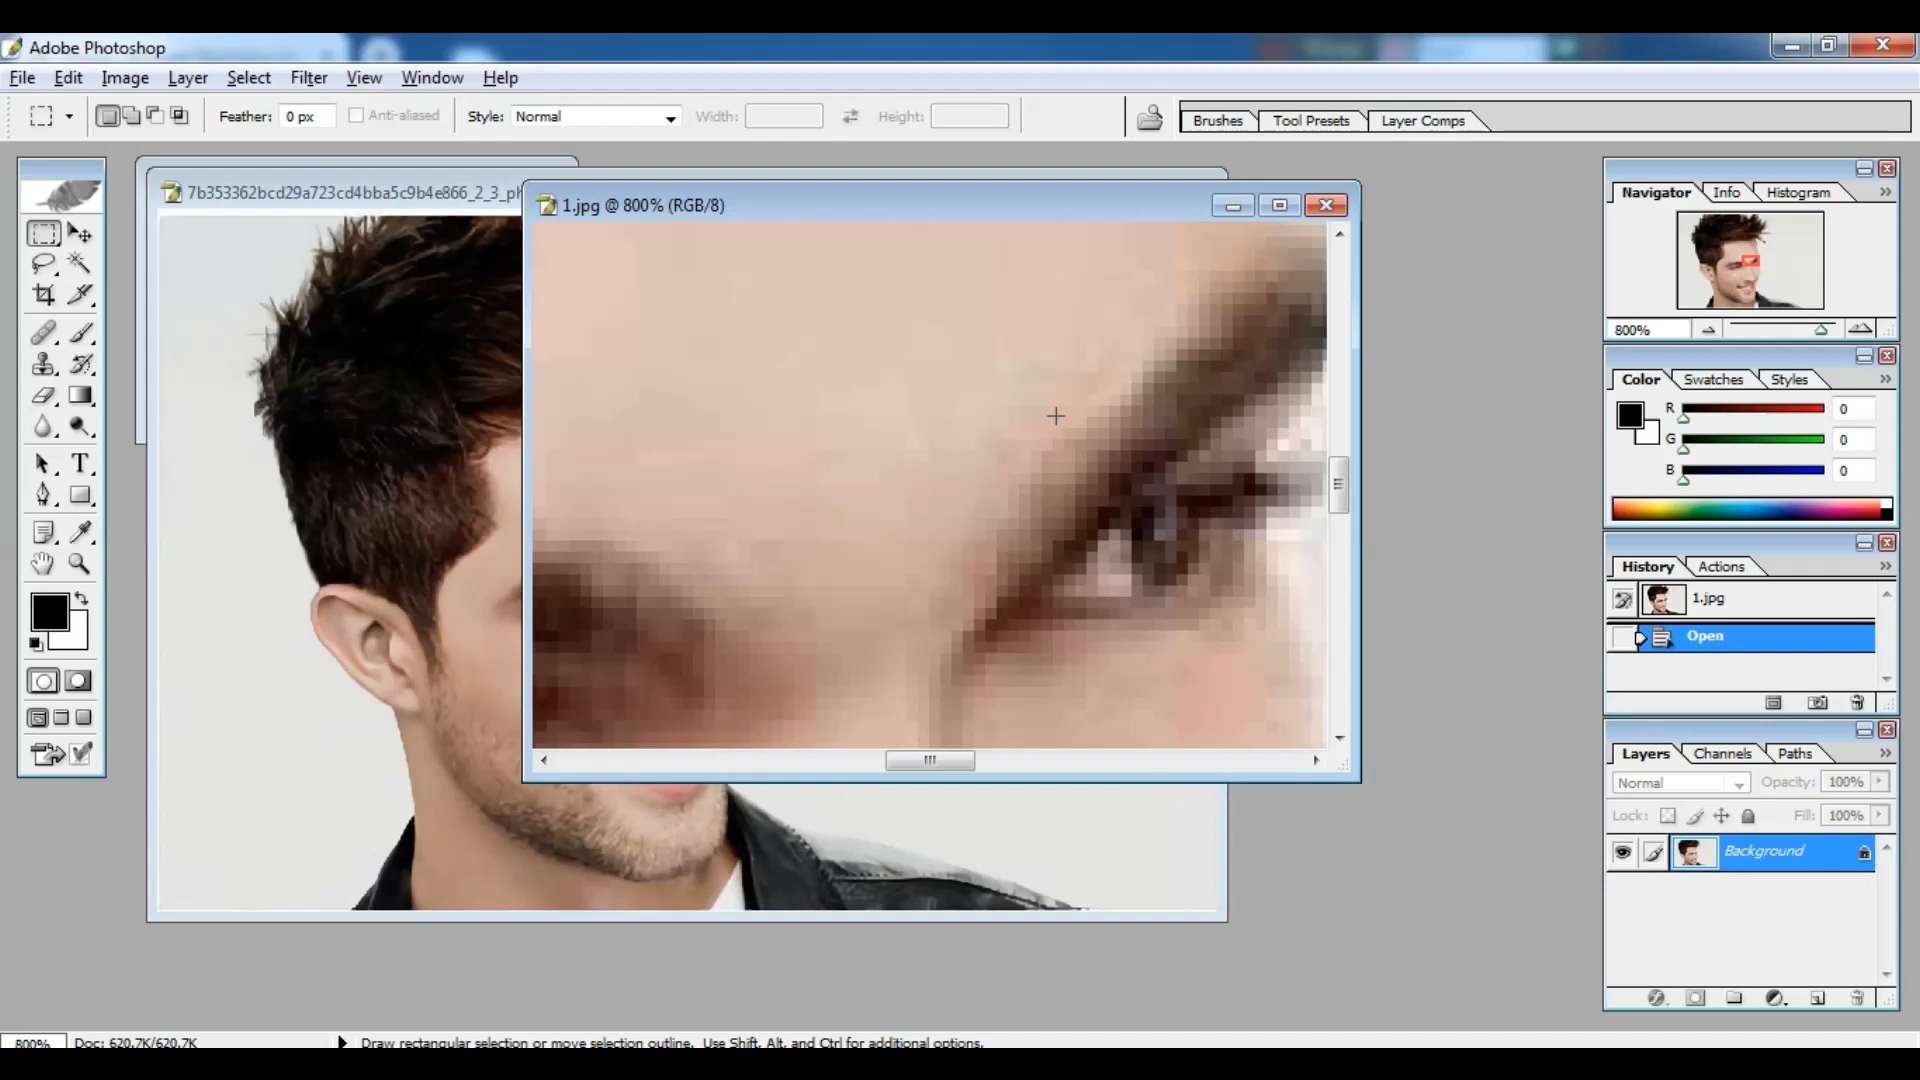 Adobe Photoshop
File Edit Image Layer Select Filter View Window Help
Feather: 0 px Anti-aliased Style: Normal Width: Height: Brushes Tool Presets Layer Comps
7b353362bcd29a723cd4bba5c9b4e866_2_3_ph
1.jpg @ 800% (RGB/8)
Navigator Info Histogram
800%
Color Swatches Styles
R 0
G 0
B 0
History Actions
1.jpg
Open
Layers Channels Paths
Normal Opacity: 100%
Lock: Fill: 100%
Background
T
800% Doc: 620.7K/620.7K Draw rectangular selection or move selection outline. Use Shift, Alt, and Ctrl for additional options.